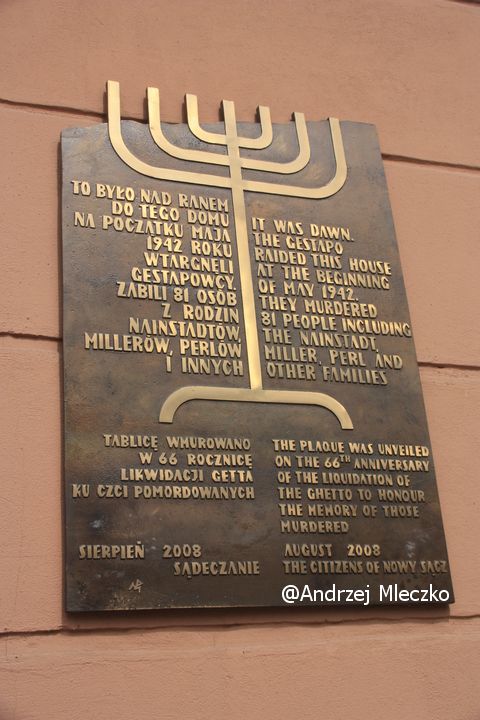 TO BYŁO NAD RANEM
DO TEGO DOMU
NA POCZĄTKU MAJA
1942 ROKU
WTARGNĘLI
GESTAPOWCY.
ZABILI 81 OSÓB
Z RODZIN
NAINSTADTÓW,
MILLERÓW, PERLÓW
I INNYCH
IT WAS DAWN.
THE GESTAPO
RAIDED THIS HOUSE
AT THE BEGINNING
OF MAY 1942.
THEY MURDERED
81 PEOPLE INCLUDING
THE NAINSTADT,
MILLER, PERL AND
OTHER FAMILIES
TABLICĘ WMUROWANO
W 66 ROCZNICĘ
LIKWIDACJI GETTA
KU CZCI POMORDOWANYCH
SIERPIEŃ 2008
SĄDECZANIE
THE PLAQUE WAS UNVEILED
ON THE 66TH ANNIVERSARY
OF THE LIQUIDATION OF
THE GHETTO TO HONOUR
THE MEMORY OF THOSE
MURDERED
AUGUST 2008
THE CITIZENS OF NOWY SĄCZ
@Andrzej Mleczko